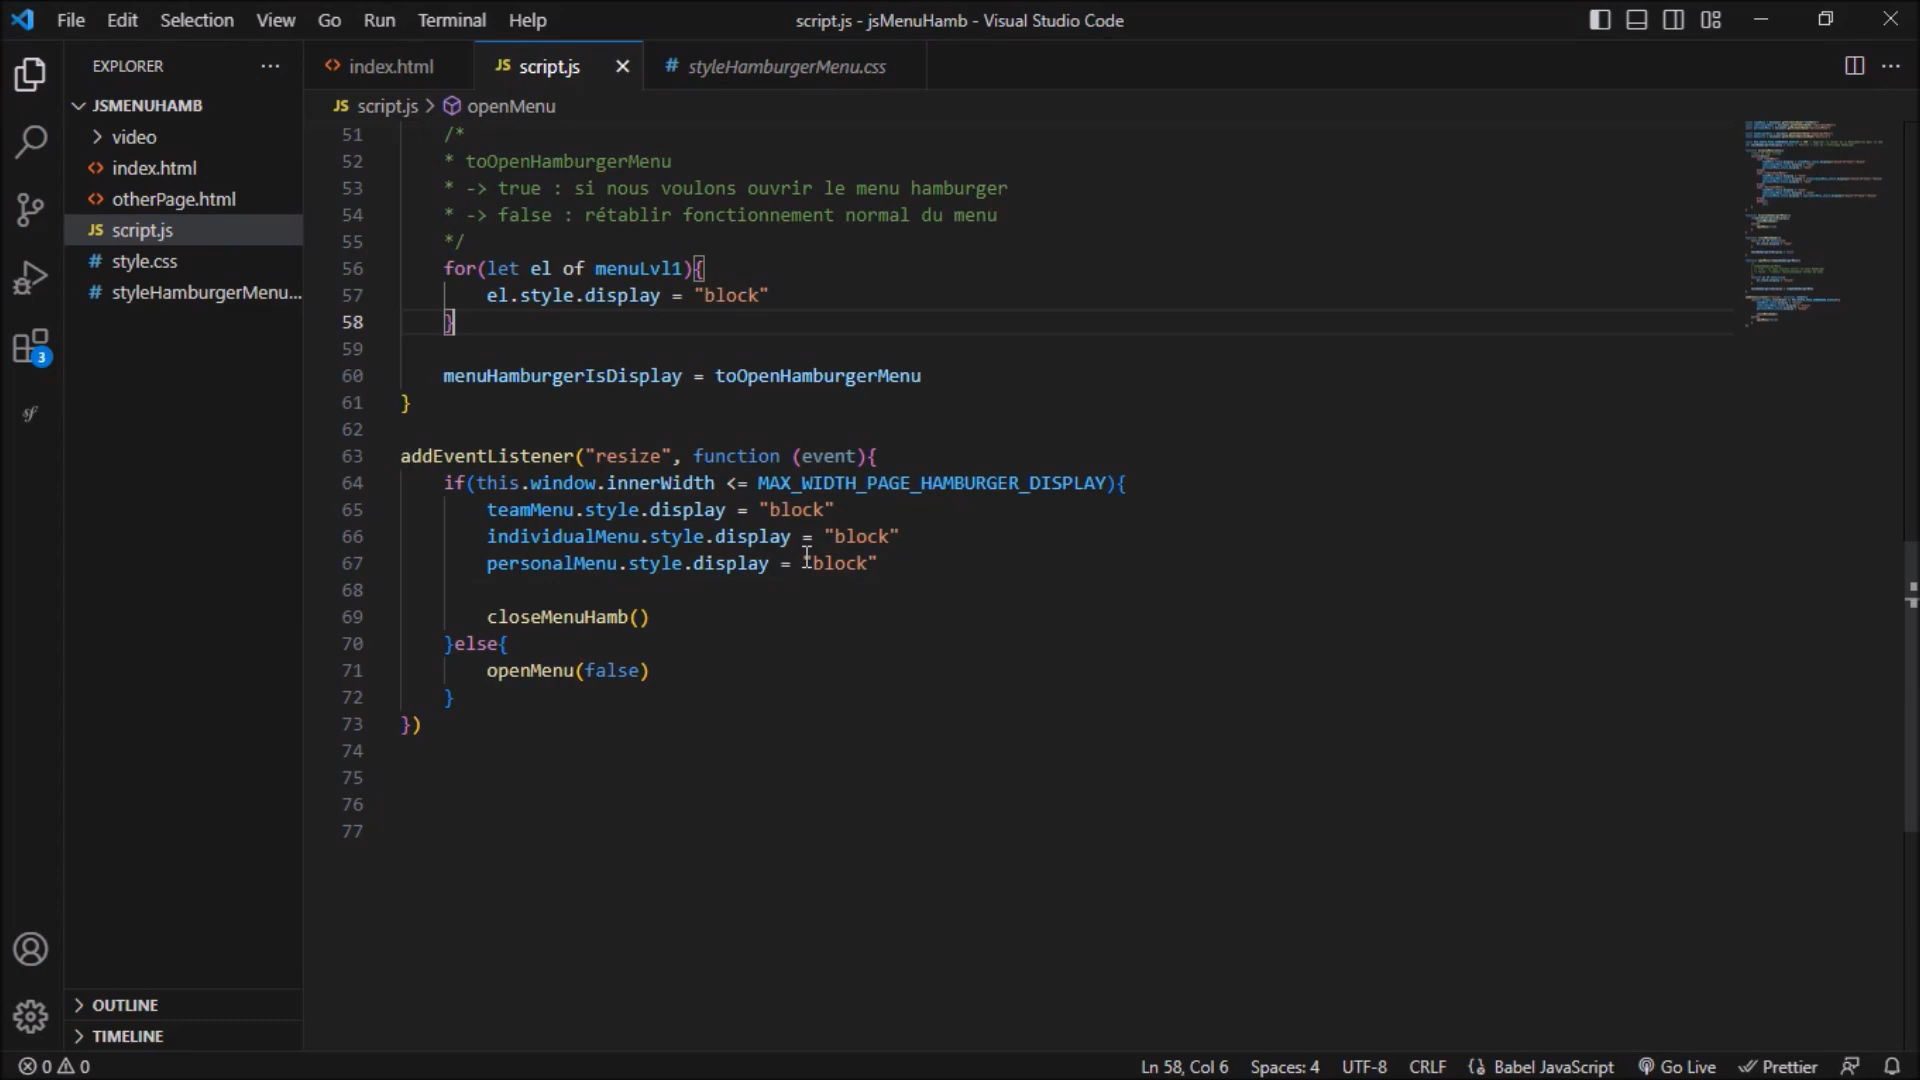 File Edit Selection View Go Run Terminal Help
script.js - jsMenuHamb - Visual Studio Code
EXPLORER
index.html
JS script.js
# styleHamburgerMenu.css
JSMENUHAMB
JS script.js > openMenu
video
index.html
otherPage.html
JS script.js
# style.css
# styleHamburgerMenu...
51 /*
52 * toOpenHamburgerMenu
53 * -> true : si nous voulons ouvrir le menu hamburger
54 * -> false : rétablir fonctionnement normal du menu
55 */
56 for(let el of menuLvl1){
57 el.style.display = "block"
58 }
59
60 menuHamburgerIsDisplay = toOpenHamburgerMenu
61 }
62
63 addEventListener("resize", function (event){
64 if(this.window.innerWidth <= MAX_WIDTH_PAGE_HAMBURGER_DISPLAY){
65 teamMenu.style.display = "block"
66 individualMenu.style.display = "block"
67 personalMenu.style.display = "block"
68
69 closeMenuHamb()
70 }else{
71 openMenu(false)
72 }
73 })
74
75
76
77
3
sf
OUTLINE
TIMELINE
0 0
Ln 58, Col 6 Spaces: 4 UTF-8 CRLF {} Babel JavaScript Go Live Prettier